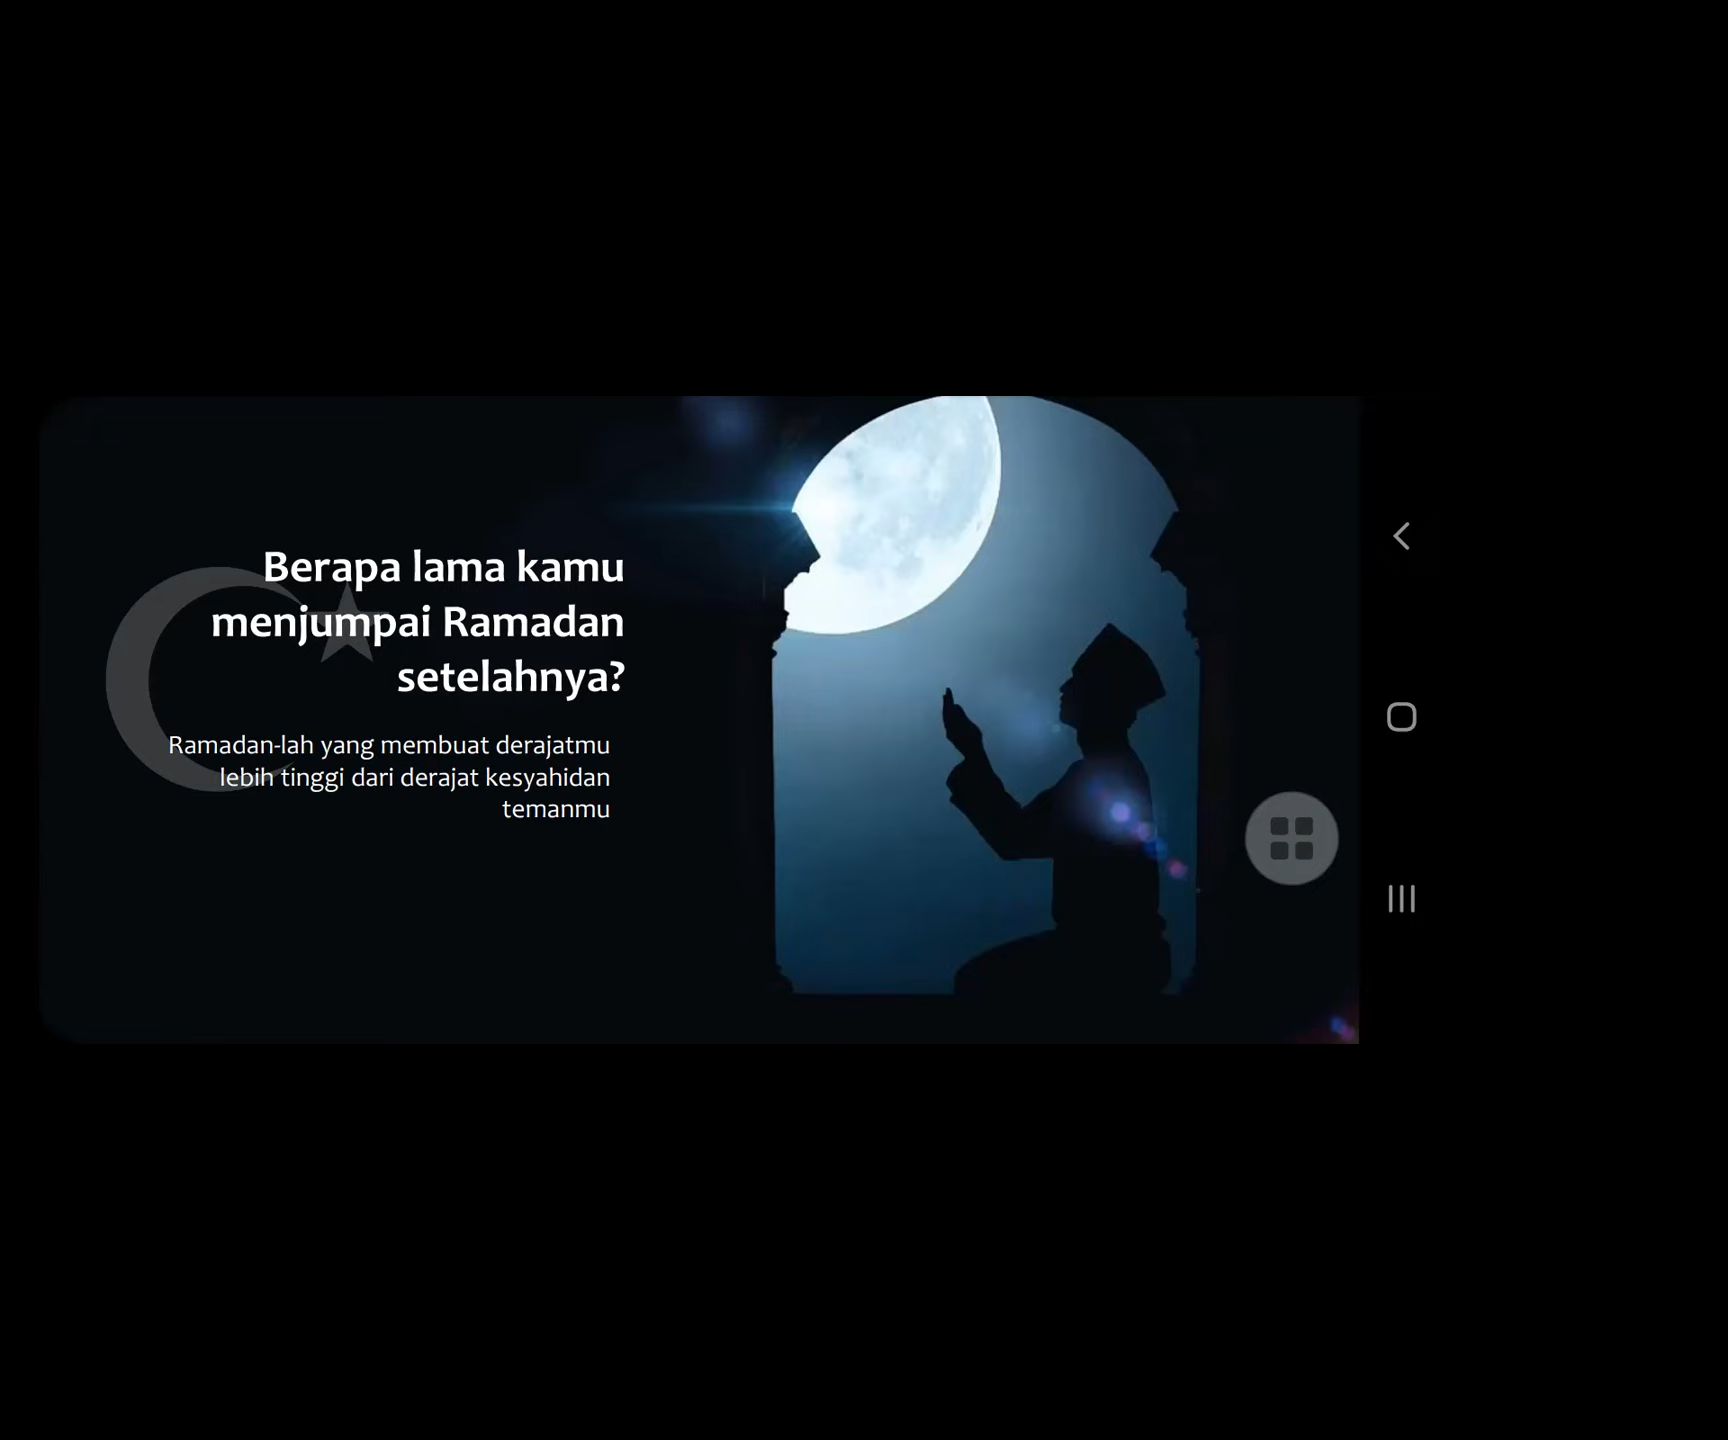 Berapa lama kamu
menjumpai Ramadan
setelahnya?
Ramadan-lah yang membuat derajatmu
lebih tinggi dari derajat kesyahidan
temanmu